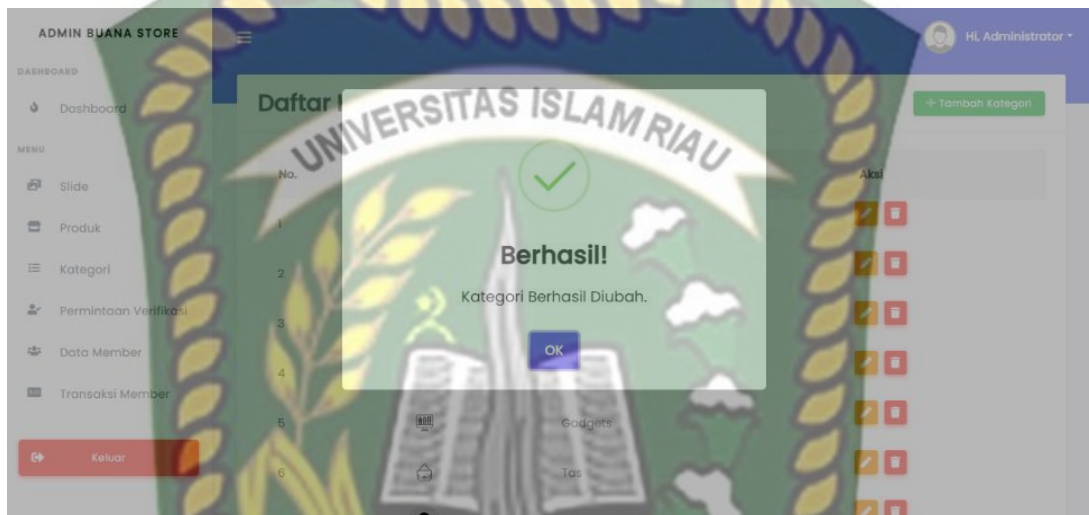 ADMIN BUANA STORE
Hi, Administrator
DASHBOARD
Dashboard
MENU
Slide
Produk
Kategori
Permintaan Verifikasi
Data Member
Transaksi Member
Keluar
Daftar
+ Tambah Kategori
UNIVERSITAS ISLAM RIAU
No.
Aksi
1
2
3
4
5
Gadgets
6
Tas
Berhasil!
Kategori Berhasil Diubah.
OK